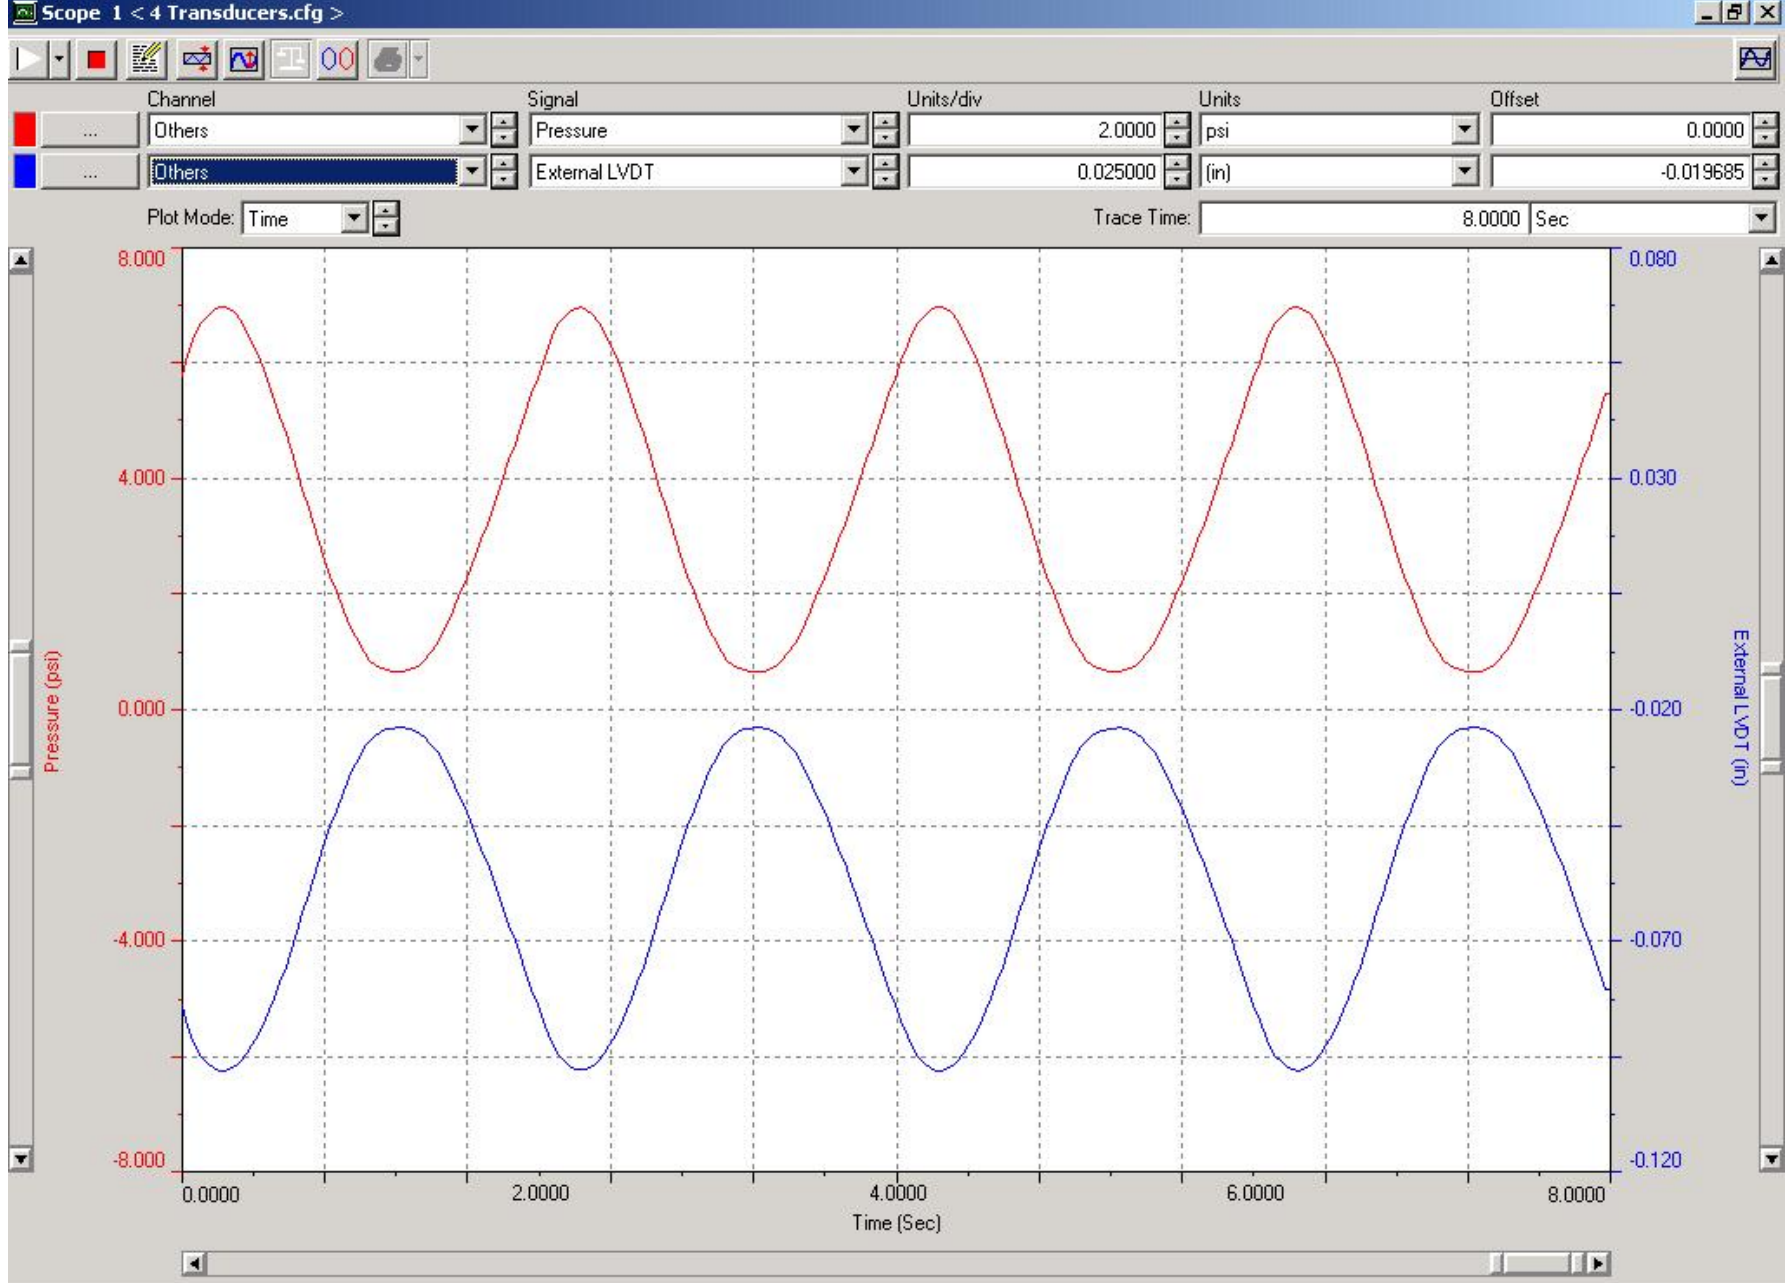 Scope 1 < 4 Transducers.cfg >
Channel Signal Units/div Units Offset
... Others Pressure 2.0000 psi 0.0000
... Others External LVDT 0.025000 (in) -0.019685
Plot Mode: Time Trace Time: 8.0000 Sec
8.000 0.080
4.000 0.030
0.000 -0.020
-4.000 -0.070
-8.000 -0.120
Pressure (psi)
External LVDT (in)
0.0000 2.0000 4.0000 6.0000 8.0000
Time (Sec)